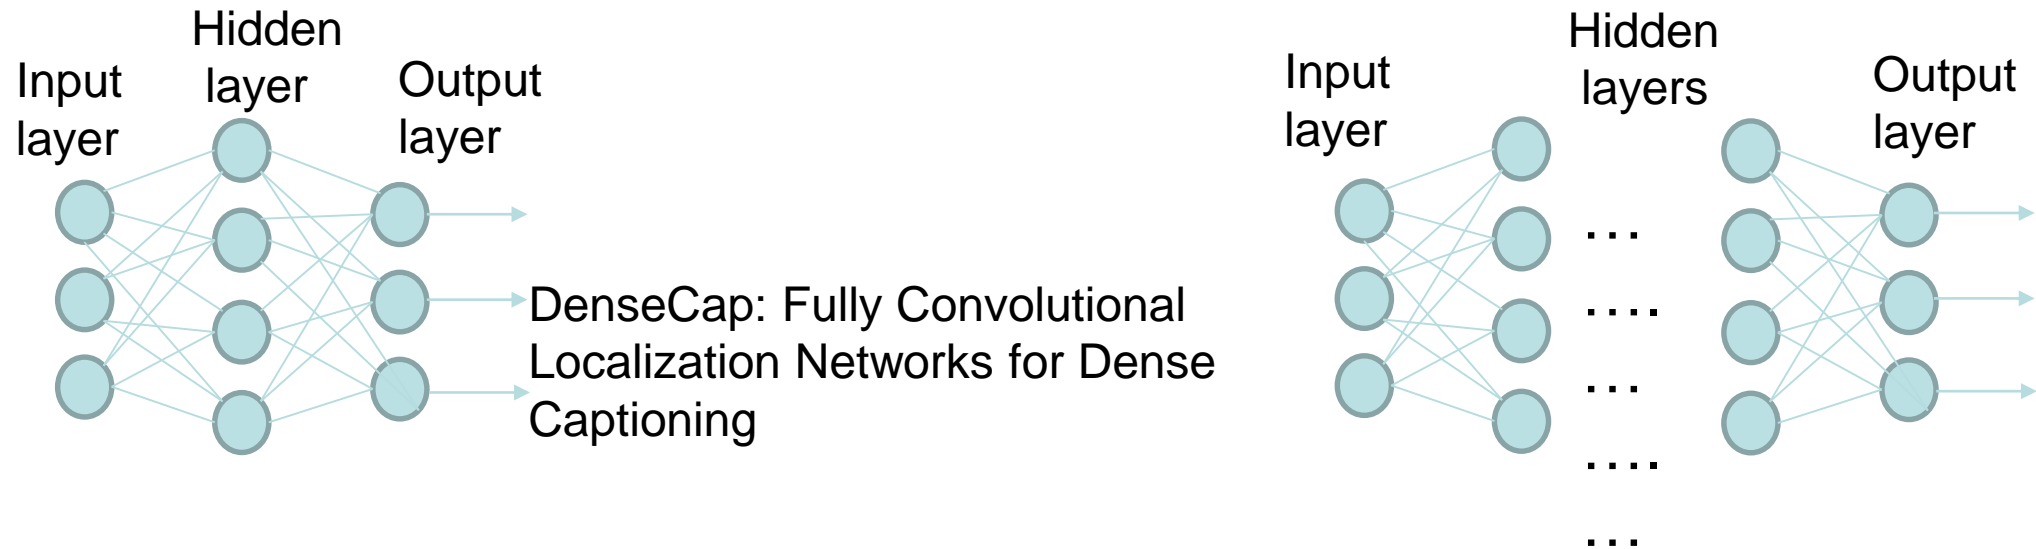 Input
layer
Hidden
layer
Output
layer
DenseCap: Fully Convolutional
Localization Networks for Dense
Captioning
Input
layer
Hidden
layers
Output
layer
...
....
...
....
...